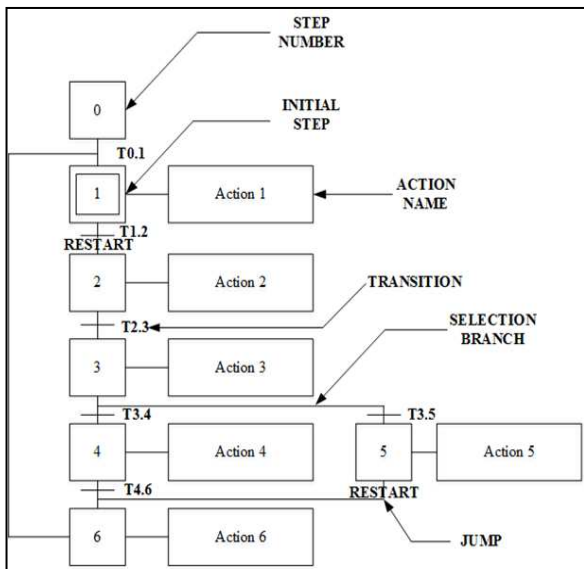 STEP
NUMBER
0
T0.1
INITIAL
STEP
1
Action 1
ACTION
NAME
T1.2
RESTART
2
Action 2
TRANSITION
T2.3
SELECTION
BRANCH
3
Action 3
T3.4
T3.5
4
Action 4
5
Action 5
T4.6
RESTART
6
Action 6
JUMP